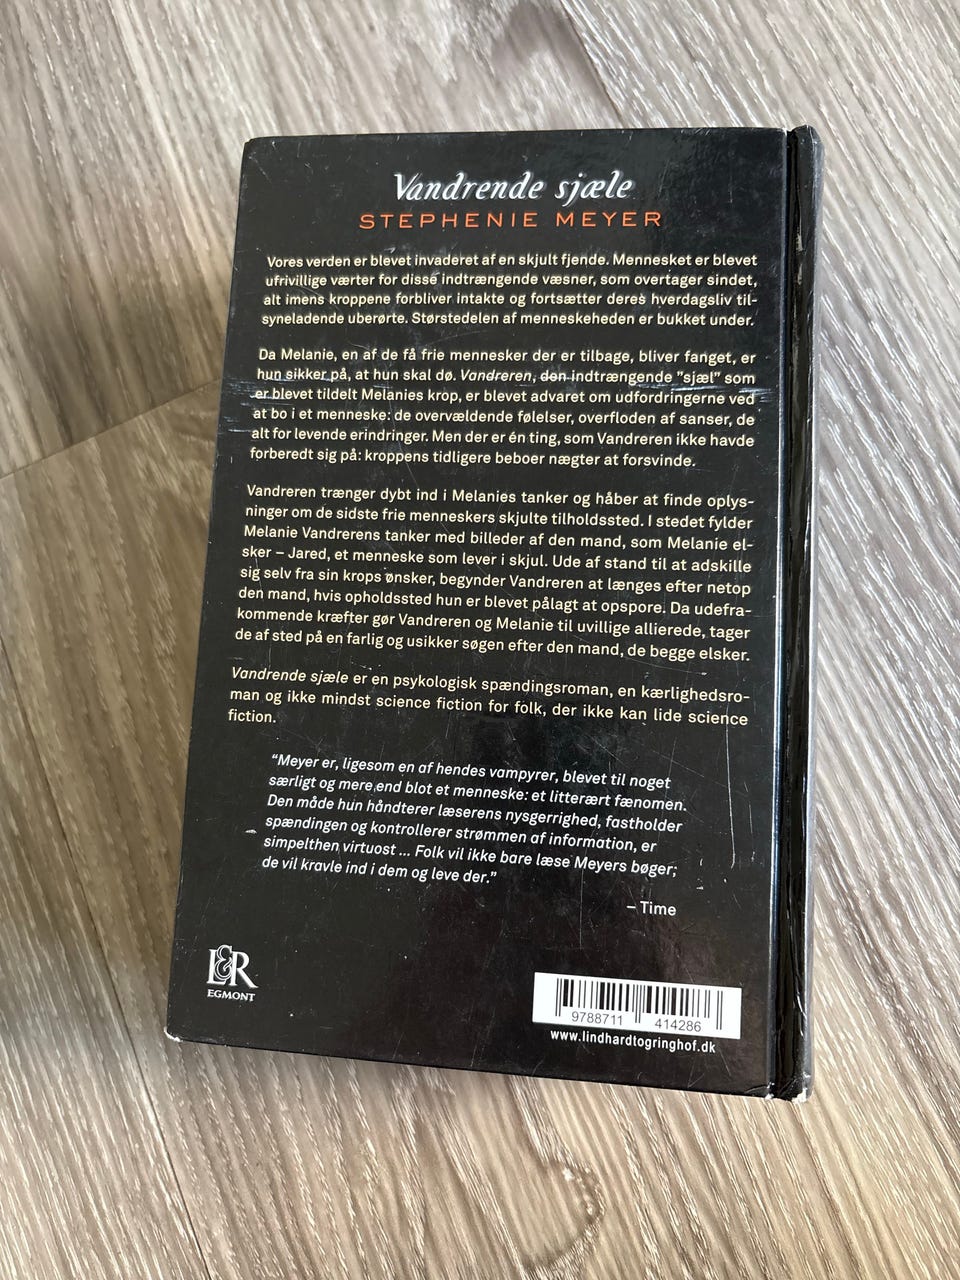 Vandrende sjæle
STEPHENIE MEYER
Vores verden er blevet invaderet af en skjult fjende. Mennesket er blevet
ufrivillige værter for disse indtrængende væsner, som overtager sindet,
alt imens kroppene forbliver intakte og fortsætter deres hverdagsliv til-
syneladende uberørte. Størstedelen af menneskeheden er bukket under.
Da Melanie, en af de få frie mennesker der er tilbage, bliver fanget, er
hun sikker på, at hun skal dø. Vandreren, den indtrængende ”sjæl” som
er blevet tildelt Melanies krop, er blevet advaret om udfordringerne ved
at bo i et menneske: de overvældende følelser, overfloden af sanser, de
alt for levende erindringer. Men der er én ting, som Vandreren ikke havde
forberedt sig på: kroppens tidligere beboer nægter at forsvinde.
Vandreren trænger dybt ind i Melanies tanker og håber at finde oplys-
ninger om de sidste frie menneskers skjulte tilholdssted. I stedet fylder
Melanie Vandrerens tanker med billeder af den mand, som Melanie el-
sker – Jared, et menneske som lever i skjul. Ude af stand til at adskille
sig selv fra sin krops ønsker, begynder Vandreren at længes efter netop
den mand, hvis opholdssted hun er blevet pålagt at opspore. Da udefra-
kommende kræfter gør Vandreren og Melanie til uvillige allierede, tager
de af sted på en farlig og usikker søgen efter den mand, de begge elsker.
Vandrende sjæle er en psykologisk spændingsroman, en kærlighedsro-
man og ikke mindst science fiction for folk, der ikke kan lide science
fiction.
“Meyer er, ligesom en af hendes vampyrer, blevet til noget
særligt og mere end blot et menneske: et litterært fænomen.
Den måde hun håndterer læserens nysgerrighed, fastholder
spændingen og kontrollerer strømmen af information, er
simpelthen virtuost ... Folk vil ikke bare læse Meyers bøger;
de vil kravle ind i dem og leve der.”
– Time
L&R
EGMONT
9788711 414286
www.lindhardtogringhof.dk